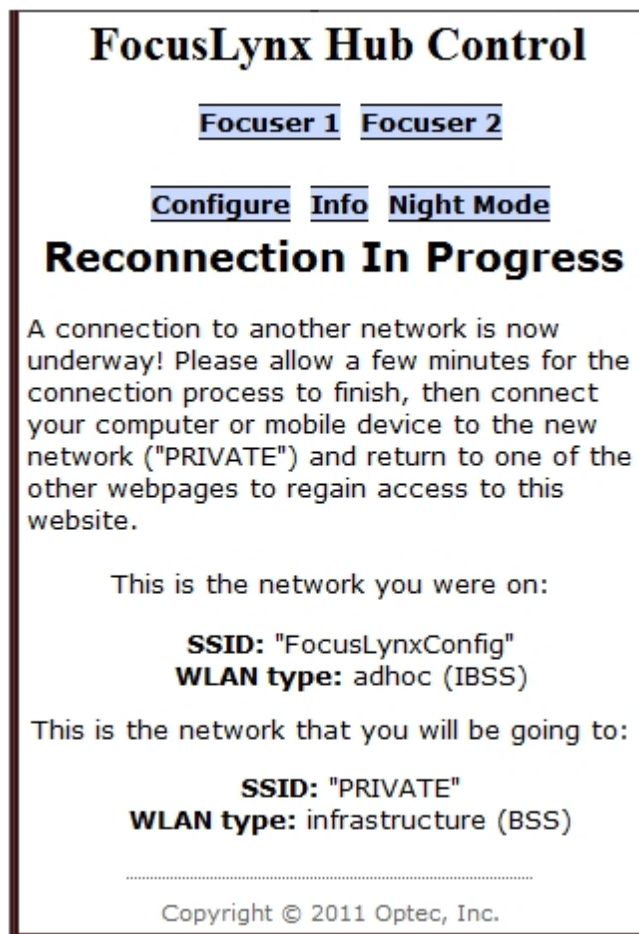 FocusLynx Hub Control
Focuser 1 Focuser 2
Configure Info Night Mode
Reconnection In Progress
A connection to another network is now
underway! Please allow a few minutes for the
connection process to finish, then connect
your computer or mobile device to the new
network ("PRIVATE") and return to one of the
other webpages to regain access to this
website.
This is the network you were on:
SSID: "FocusLynxConfig"
WLAN type: adhoc (IBSS)
This is the network that you will be going to:
SSID: "PRIVATE"
WLAN type: infrastructure (BSS)
Copyright © 2011 Optec, Inc.